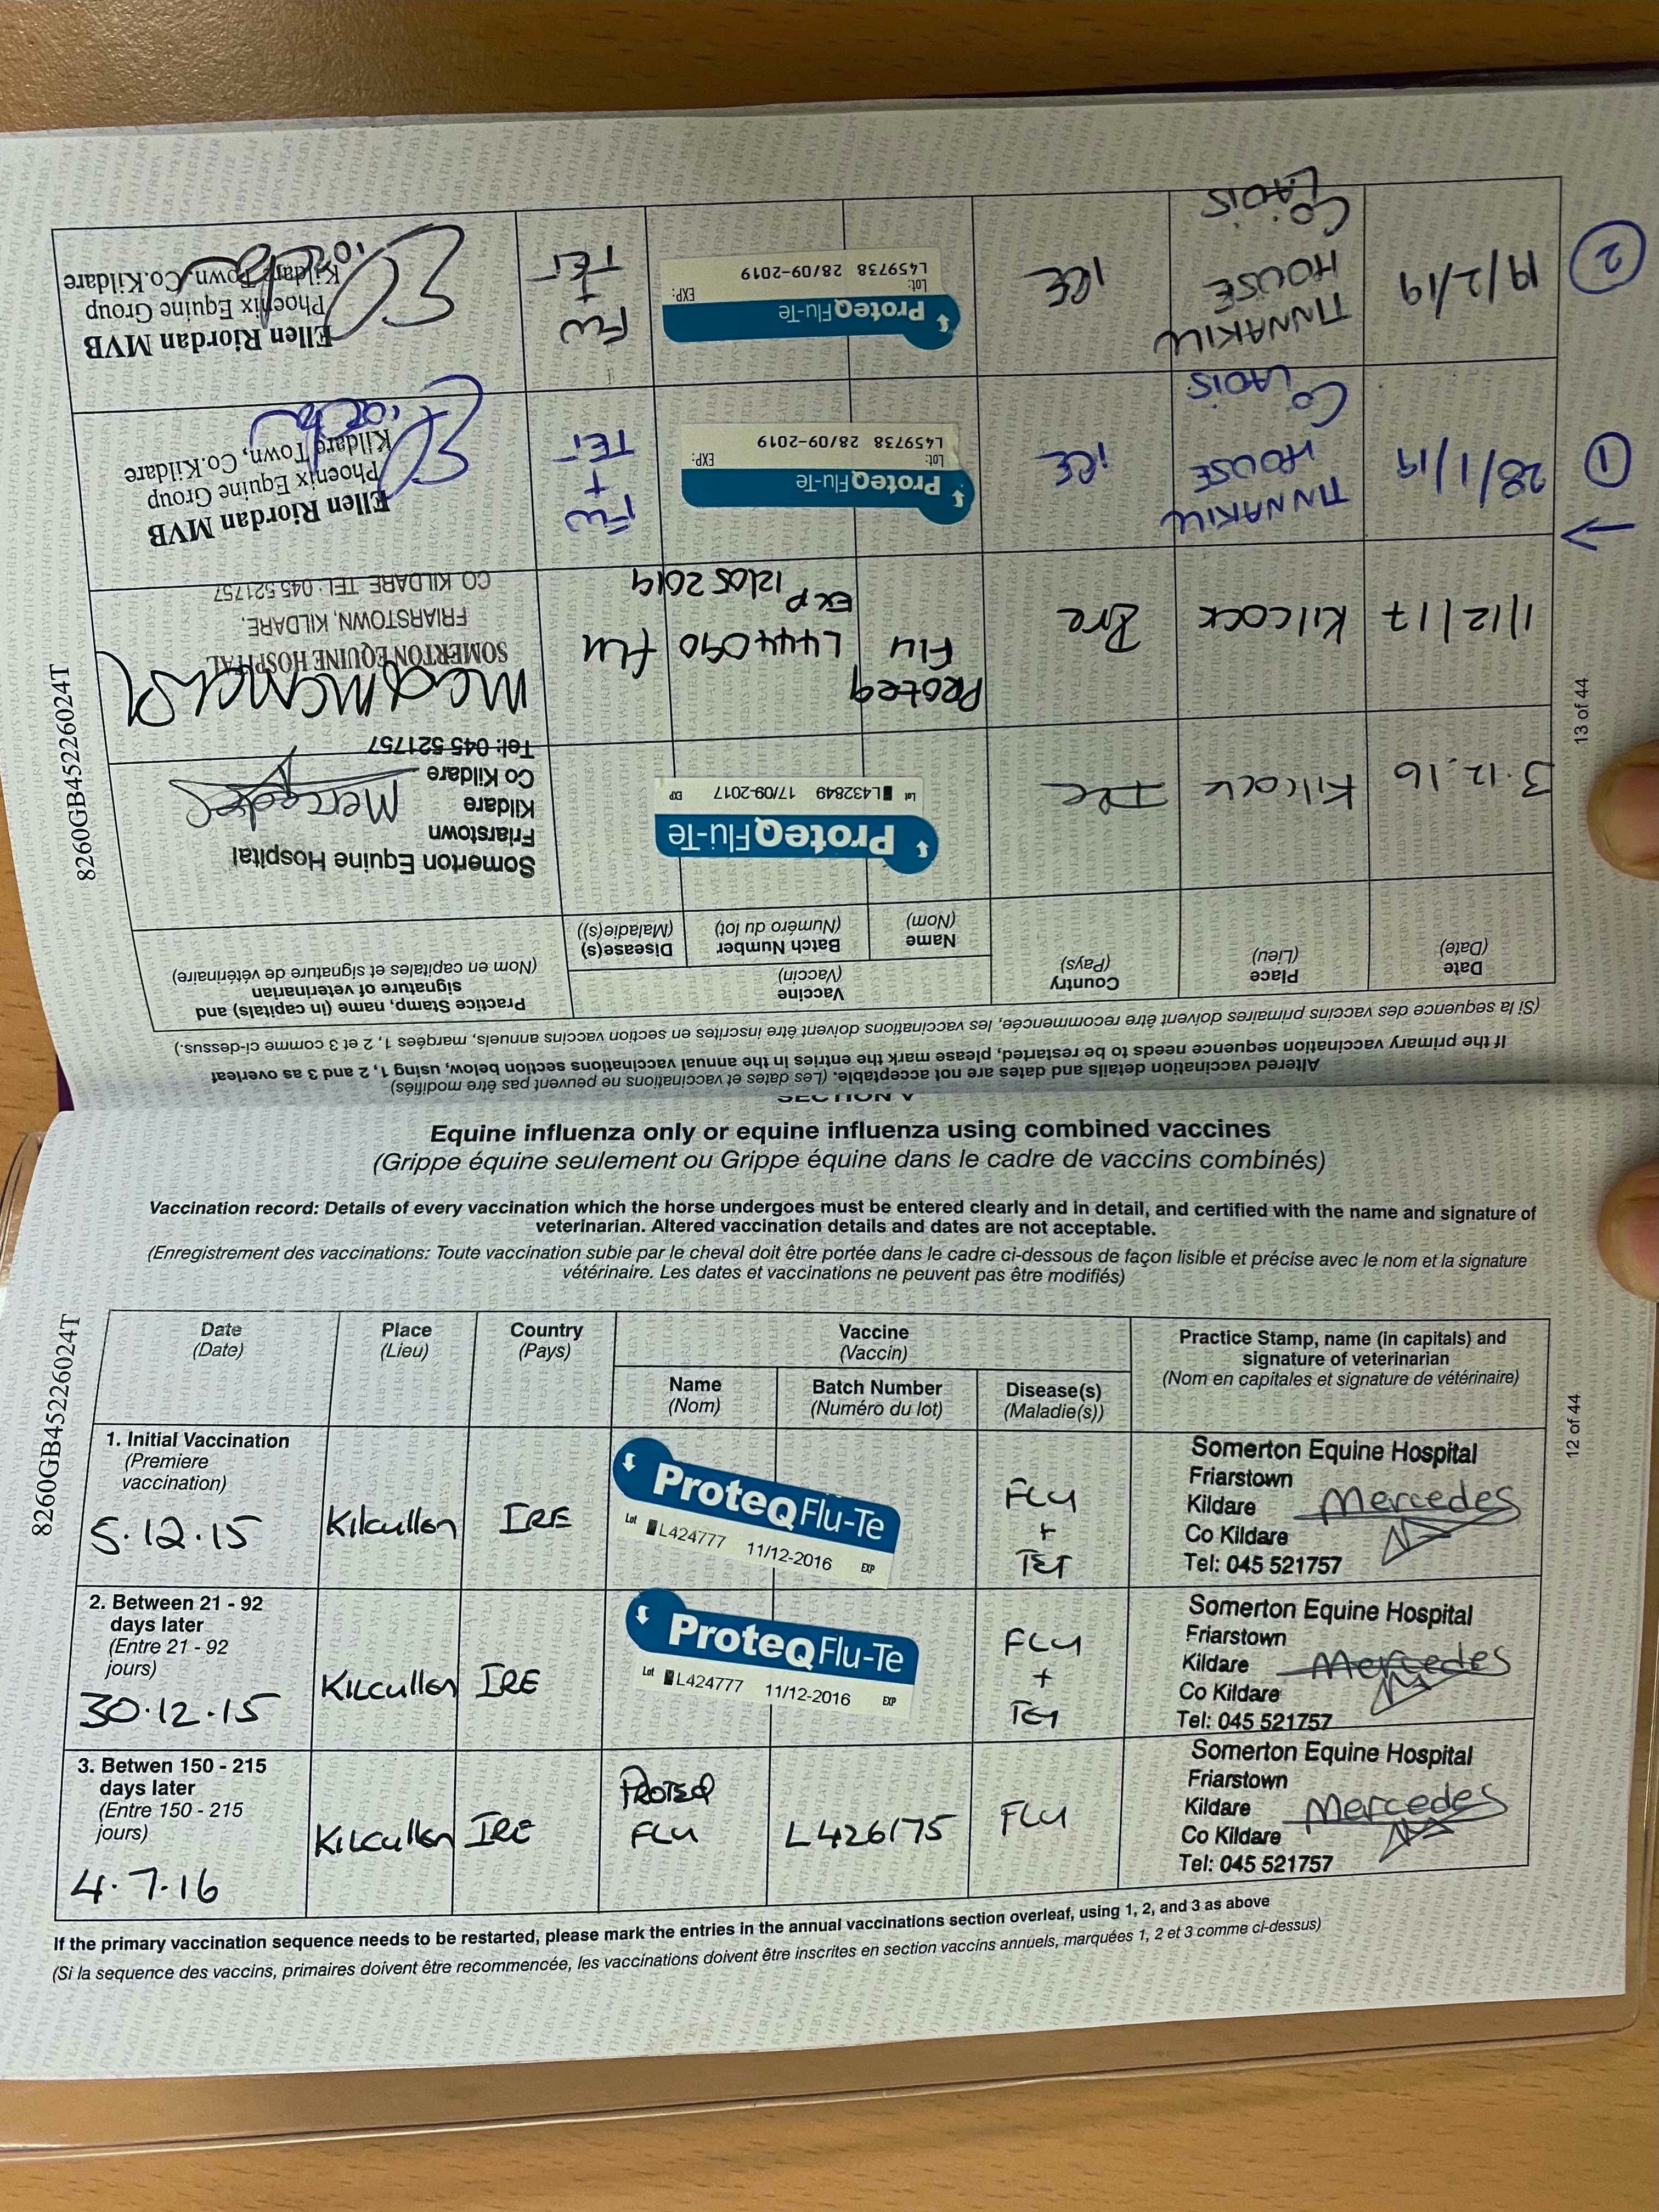 SECTION V
Equine influenza only or equine influenza using combined vaccines
(Grippe équine seulement ou Grippe équine dans le cadre de vaccins combinés)
Vaccination record: Details of every vaccination which the horse undergoes must be entered clearly and in detail, and certified with the name and signature of
veterinarian. Altered vaccination details and dates are not acceptable.
(Enregistrement des vaccinations: Toute vaccination subie par le cheval doit être portée dans le cadre ci-dessous de façon lisible et précise avec le nom et la signature
vétérinaire. Les dates et vaccinations ne peuvent pas être modifiés)
8260GB45226024T
Date
(Date)
Place
(Lieu)
Country
(Pays)
Vaccine
(Vaccin)
Name
(Nom)
Batch Number
(Numéro du lot)
Disease(s)
(Maladie(s))
Practice Stamp, name (in capitals) and
signature of veterinarian
(Nom en capitales et signature de vétérinaire)
1. Initial Vaccination
(Premiere
vaccination)
5.12.15
Kilcullen
IRE
ProteqFlu-Te
Lot L424777 11/12-2016 EXP
FLU
+
TET
Somerton Equine Hospital
Friarstown
Kildare
Co Kildare
Tel: 045 521757
Mercedes
2. Between 21 - 92
days later
(Entre 21 - 92
jours)
30.12.15
Kilcullen
IRE
ProteqFlu-Te
Lot L424777 11/12-2016 EXP
FLU
+
TET
Somerton Equine Hospital
Friarstown
Kildare
Co Kildare
Tel: 045 521757
Mercedes
3. Betwen 150 - 215
days later
(Entre 150 - 215
jours)
4.7.16
Kilcullen
IRE
PROTEQ
FLU
L426175
FLU
Somerton Equine Hospital
Friarstown
Kildare
Co Kildare
Tel: 045 521757
Mercedes
If the primary vaccination sequence needs to be restarted, please mark the entries in the annual vaccinations section overleaf, using 1, 2, and 3 as above
(Si la sequence des vaccins, primaires doivent être recommencée, les vaccinations doivent être inscrites en section vaccins annuels, marquées 1, 2 et 3 comme ci-dessus)
12 of 44
Altered vaccination details and dates are not acceptable. (Les dates et vaccinations ne peuvent pas être modifiés)
If the primary vaccination sequence needs to be restarted, please mark the entries in the annual vaccinations section below, using 1, 2 and 3 as overleaf
(Si la sequence des vaccins primaires doivent être recommencée, les vaccinations doivent être inscrites en section vaccins annuels, marqées 1, 2 et 3 comme ci-dessus.)
Date
(Date)
Place
(Lieu)
Country
(Pays)
Vaccine
(Vaccin)
Name
(Nom)
Batch Number
(Numéro du lot)
Disease(s)
(Maladie(s))
Practice Stamp, name (in capitals) and
signature of veterinarian
(Nom en capitales et signature de vétérinaire)
3.12.16
Kilcock
Ire
ProteqFlu-Te
Lot L432849 17/09-2017 EXP
Somerton Equine Hospital
Friarstown
Kildare
Co Kildare
Tel: 045 521757
Mercedes
1/12/17
Kilcock
Ire
Proteq
Flu
L444090
EXP
12 05 2019
flu
SOMERTON EQUINE HOSPITAL
FRIARSTOWN, KILDARE,
CO KILDARE TEL: 045 521757
1
28/1/19
TINNAKILL
HOUSE
CO LAOIS
IRE
ProteqFlu-Te
Lot: EXP:
L459738 28/09-2019
FLU
+
TET
Ellen Riordan MVB
Phoenix Equine Group
Kildare Town, Co.Kildare
2
19/2/19
TINNAKILL
HOUSE
CO LAOIS
IRE
ProteqFlu-Te
Lot: EXP:
L459738 28/09-2019
FLU
+
TET
Ellen Riordan MVB
Phoenix Equine Group
Kildare Town, Co.Kildare
13 of 44
8260GB45226024T